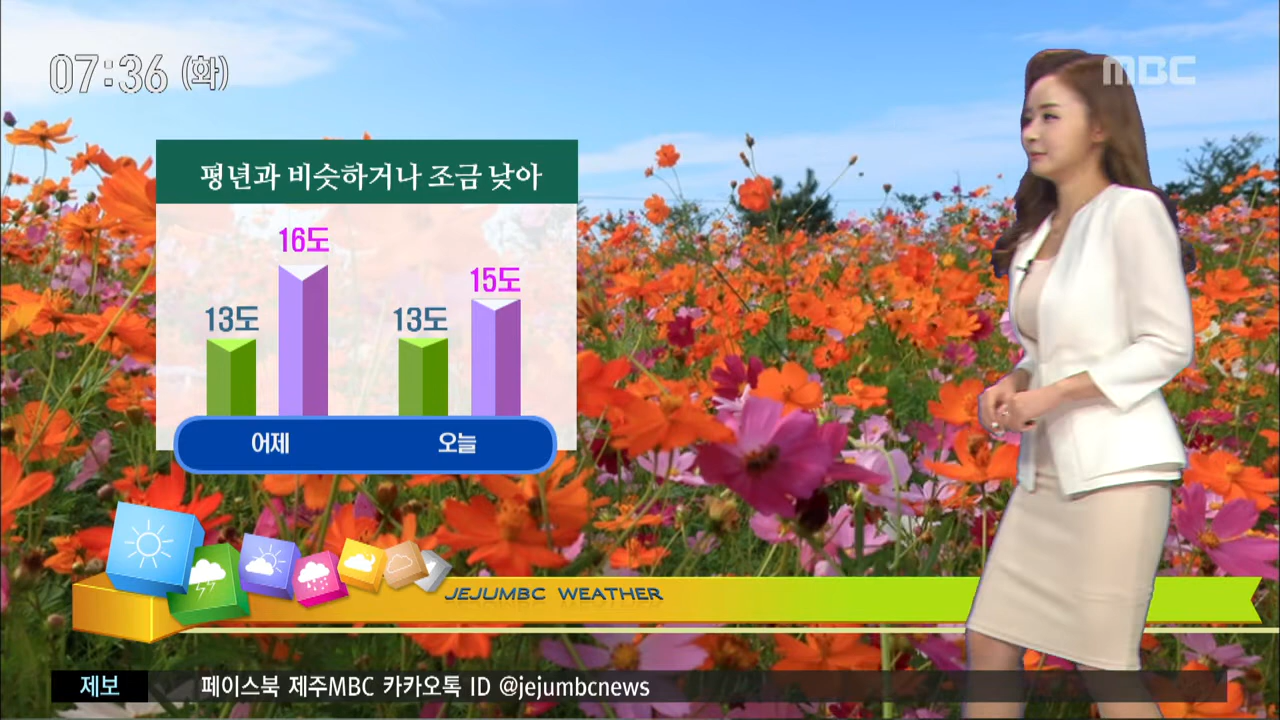 07:36 (화)
MBC
평년과 비슷하거나 조금 낮아
16도
15도
13도
13도
어제
오늘
JEJUMBC WEATHER
제보
페이스북 제주MBC 카카오톡 ID @jejumbcnews